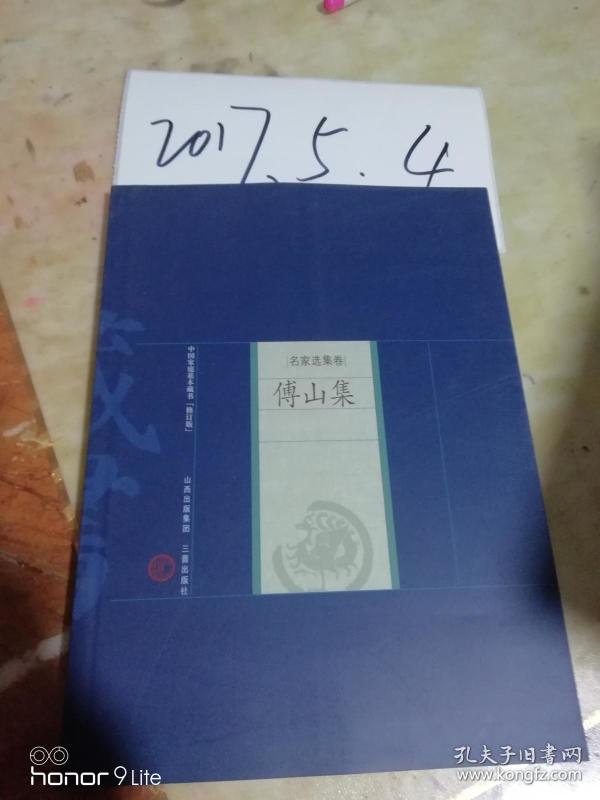 2017.5.4
名家选集卷
傅山集
中国家庭基本藏书「修订版」
山西出版集团 三晋出版社
藏书
honor 9 Lite
孔夫子旧書网
www.kongfz.com